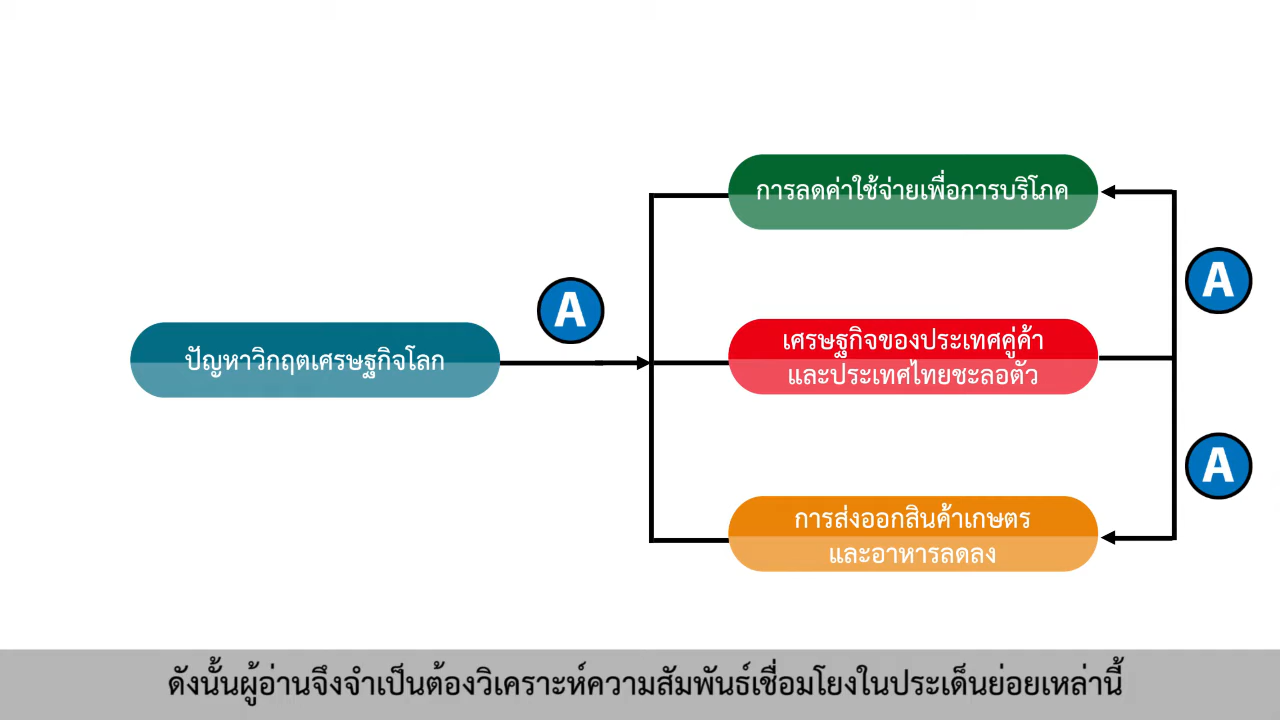 การลดค่าใช้จ่ายเพื่อการบริโภค
A
A
ปัญหาวิกฤตเศรษฐกิจโลก
เศรษฐกิจของประเทศคู่ค้า
และประเทศไทยชะลอตัว
A
การส่งออกสินค้าเกษตร
และอาหารลดลง
ดังนั้นผู้อ่านจึงจำเป็นต้องวิเคราะห์ความสัมพันธ์เชื่อมโยงในประเด็นย่อยเหล่านี้